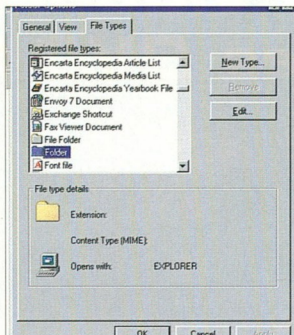 General View File Types
Registered file types:
Encarta Encyclopedia Article List
Encarta Encyclopedia Media List
Encarta Encyclopedia Yearbook File
Envoy 7 Document
Exchange Shortcut
Fax Viewer Document
File Folder
Folder
Font file
New Type...
Remove
Edit...
File type details
Extension:
Content Type (MIME):
Opens with: EXPLORER
OK Cancel Apply